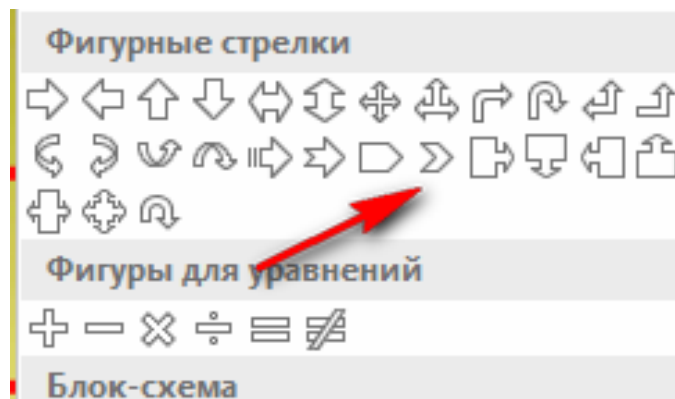 Фигурные стрелки
Фигуры для уравнений
Блок-схема